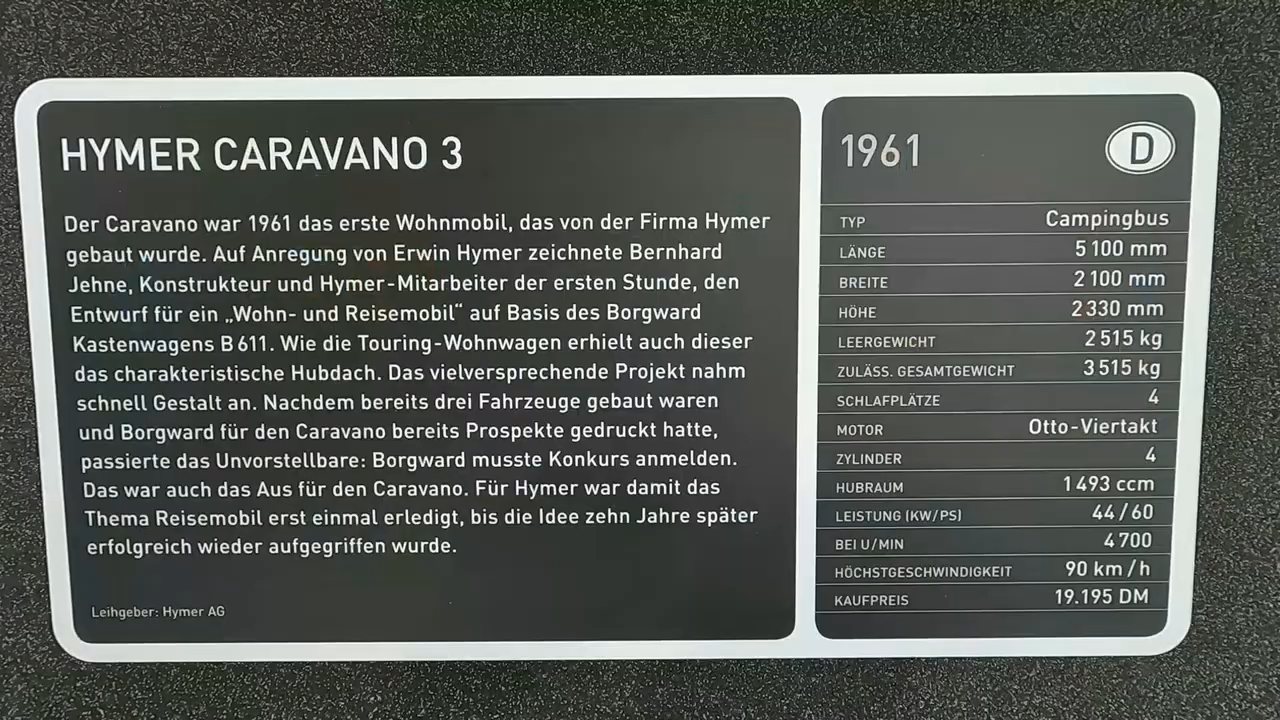 HYMER CARAVANO 3
Der Caravano war 1961 das erste Wohnmobil, das von der Firma Hymer
gebaut wurde. Auf Anregung von Erwin Hymer zeichnete Bernhard
Jehne, Konstrukteur und Hymer-Mitarbeiter der ersten Stunde, den
Entwurf für ein „Wohn- und Reisemobil“ auf Basis des Borgward
Kastenwagens B 611. Wie die Touring-Wohnwagen erhielt auch dieser
das charakteristische Hubdach. Das vielversprechende Projekt nahm
schnell Gestalt an. Nachdem bereits drei Fahrzeuge gebaut waren
und Borgward für den Caravano bereits Prospekte gedruckt hatte,
passierte das Unvorstellbare: Borgward musste Konkurs anmelden.
Das war auch das Aus für den Caravano. Für Hymer war damit das
Thema Reisemobil erst einmal erledigt, bis die Idee zehn Jahre später
erfolgreich wieder aufgegriffen wurde.
Leihgeber: Hymer AG
1961 D
TYP Campingbus
LÄNGE 5 100 mm
BREITE 2 100 mm
HÖHE 2 330 mm
LEERGEWICHT 2 515 kg
ZULÄSS. GESAMTGEWICHT 3 515 kg
SCHLAFPLÄTZE 4
MOTOR Otto-Viertakt
ZYLINDER 4
HUBRAUM 1 493 ccm
LEISTUNG (KW/PS) 44 / 60
BEI U/MIN 4 700
HÖCHSTGESCHWINDIGKEIT 90 km / h
KAUFPREIS 19.195 DM